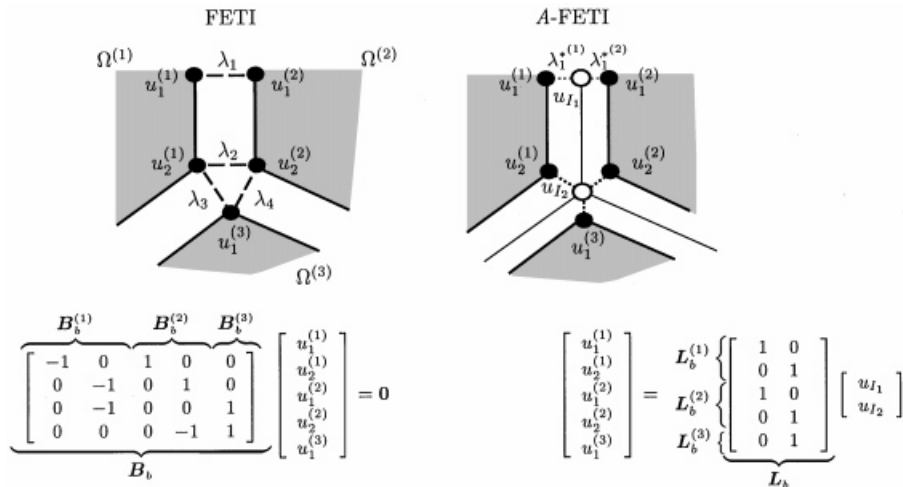 FETI
A-FETI
Ω^(1) λ_1 Ω^(2)
u_1^(1) u_1^(2)
u_2^(1) λ_2 u_2^(2)
λ_3 λ_4
u_1^(3)
Ω^(3)
λ_1^*(1) λ_1^*(2)
u_1^(1) u_{I_1} u_1^(2)
u_2^(1) u_{I_2} u_2^(2)
u_1^(3)
B_b^(1) B_b^(2) B_b^(3)
−1 0 1 0 0 u_1^(1)
0 −1 0 1 0 u_2^(1)
0 −1 0 0 1 u_1^(2) = 0
0 0 0 −1 1 u_2^(2)
u_1^(3)
B_b
u_1^(1) L_b^(1) 1 0
u_2^(1) 0 1
u_1^(2) = L_b^(2) 1 0 u_{I_1}
u_2^(2) 0 1 u_{I_2}
u_1^(3) L_b^(3) 0 1
L_b